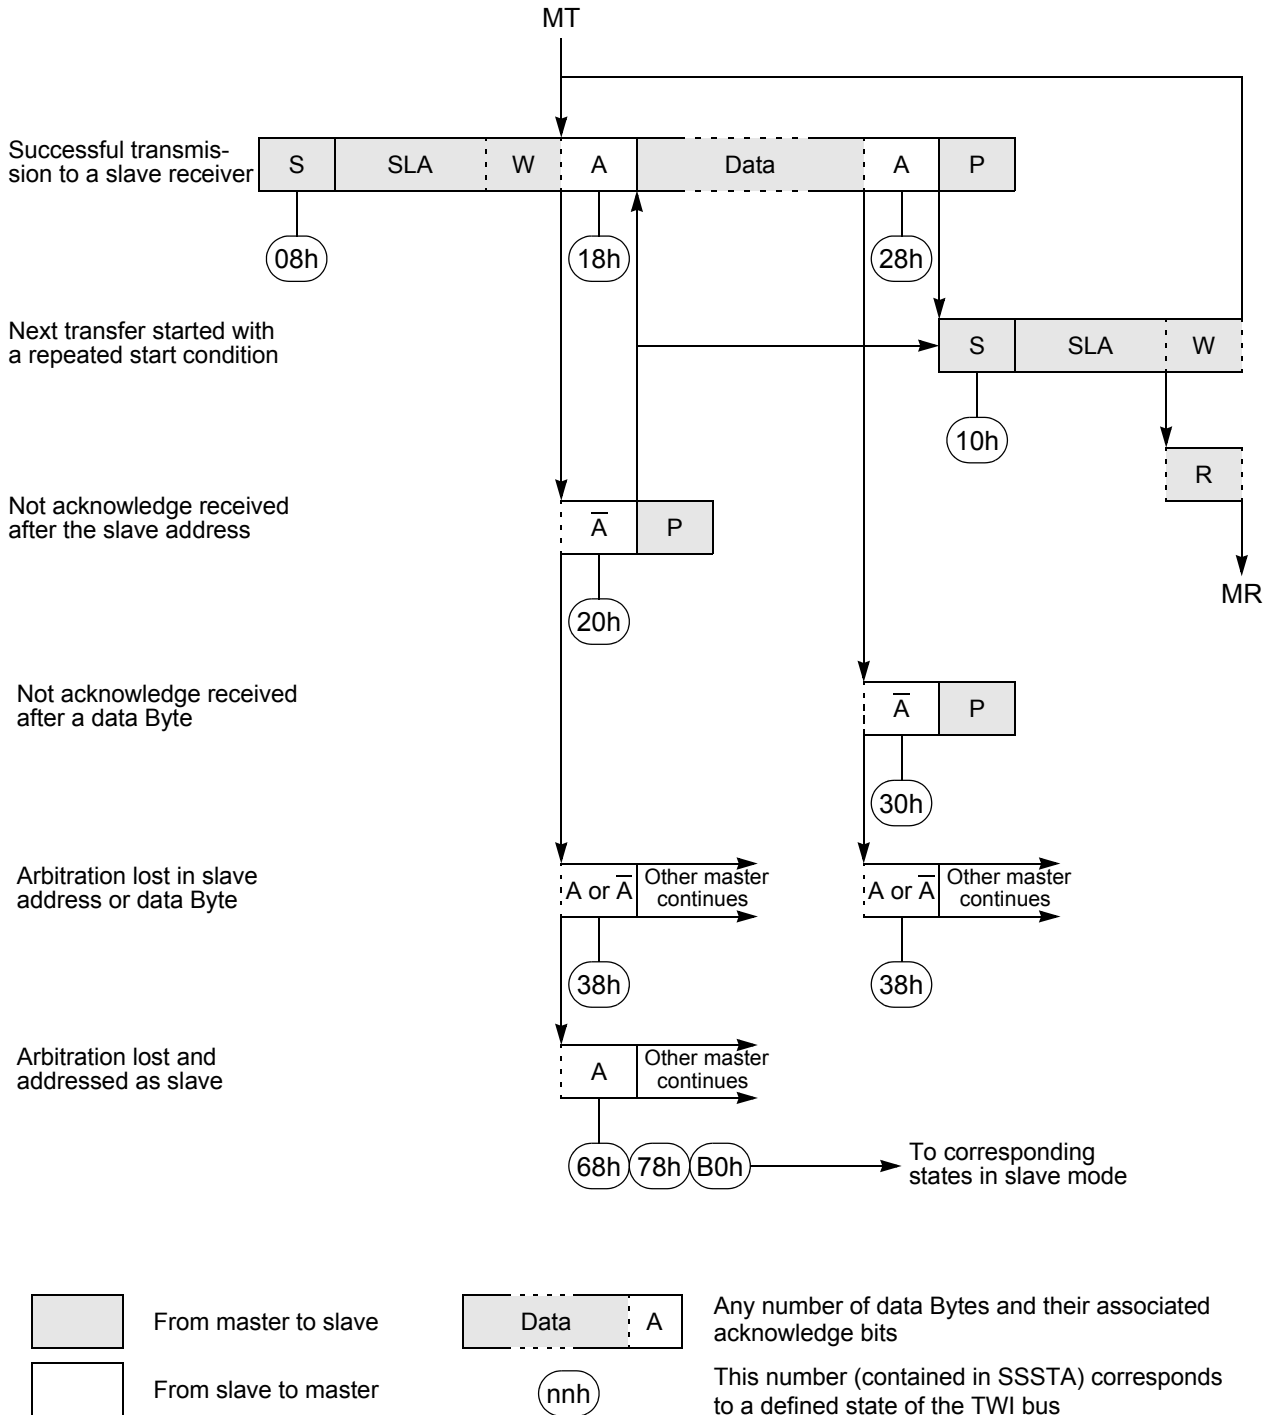 MT
Successful transmis-
sion to a slave receiver
S SLA W A Data A P
08h 18h 28h
Next transfer started with
a repeated start condition
S SLA W
10h
R
Not acknowledge received
after the slave address
A̅ P
MR
20h
Not acknowledge received
after a data Byte
A̅ P
30h
Arbitration lost in slave
address or data Byte
A or A̅ Other master
continues
A or A̅ Other master
continues
38h 38h
Arbitration lost and
addressed as slave
A Other master
continues
68h 78h B0h
To corresponding
states in slave mode
From master to slave
Data A
Any number of data Bytes and their associated
acknowledge bits
From slave to master
nnh
This number (contained in SSSTA) corresponds
to a defined state of the TWI bus